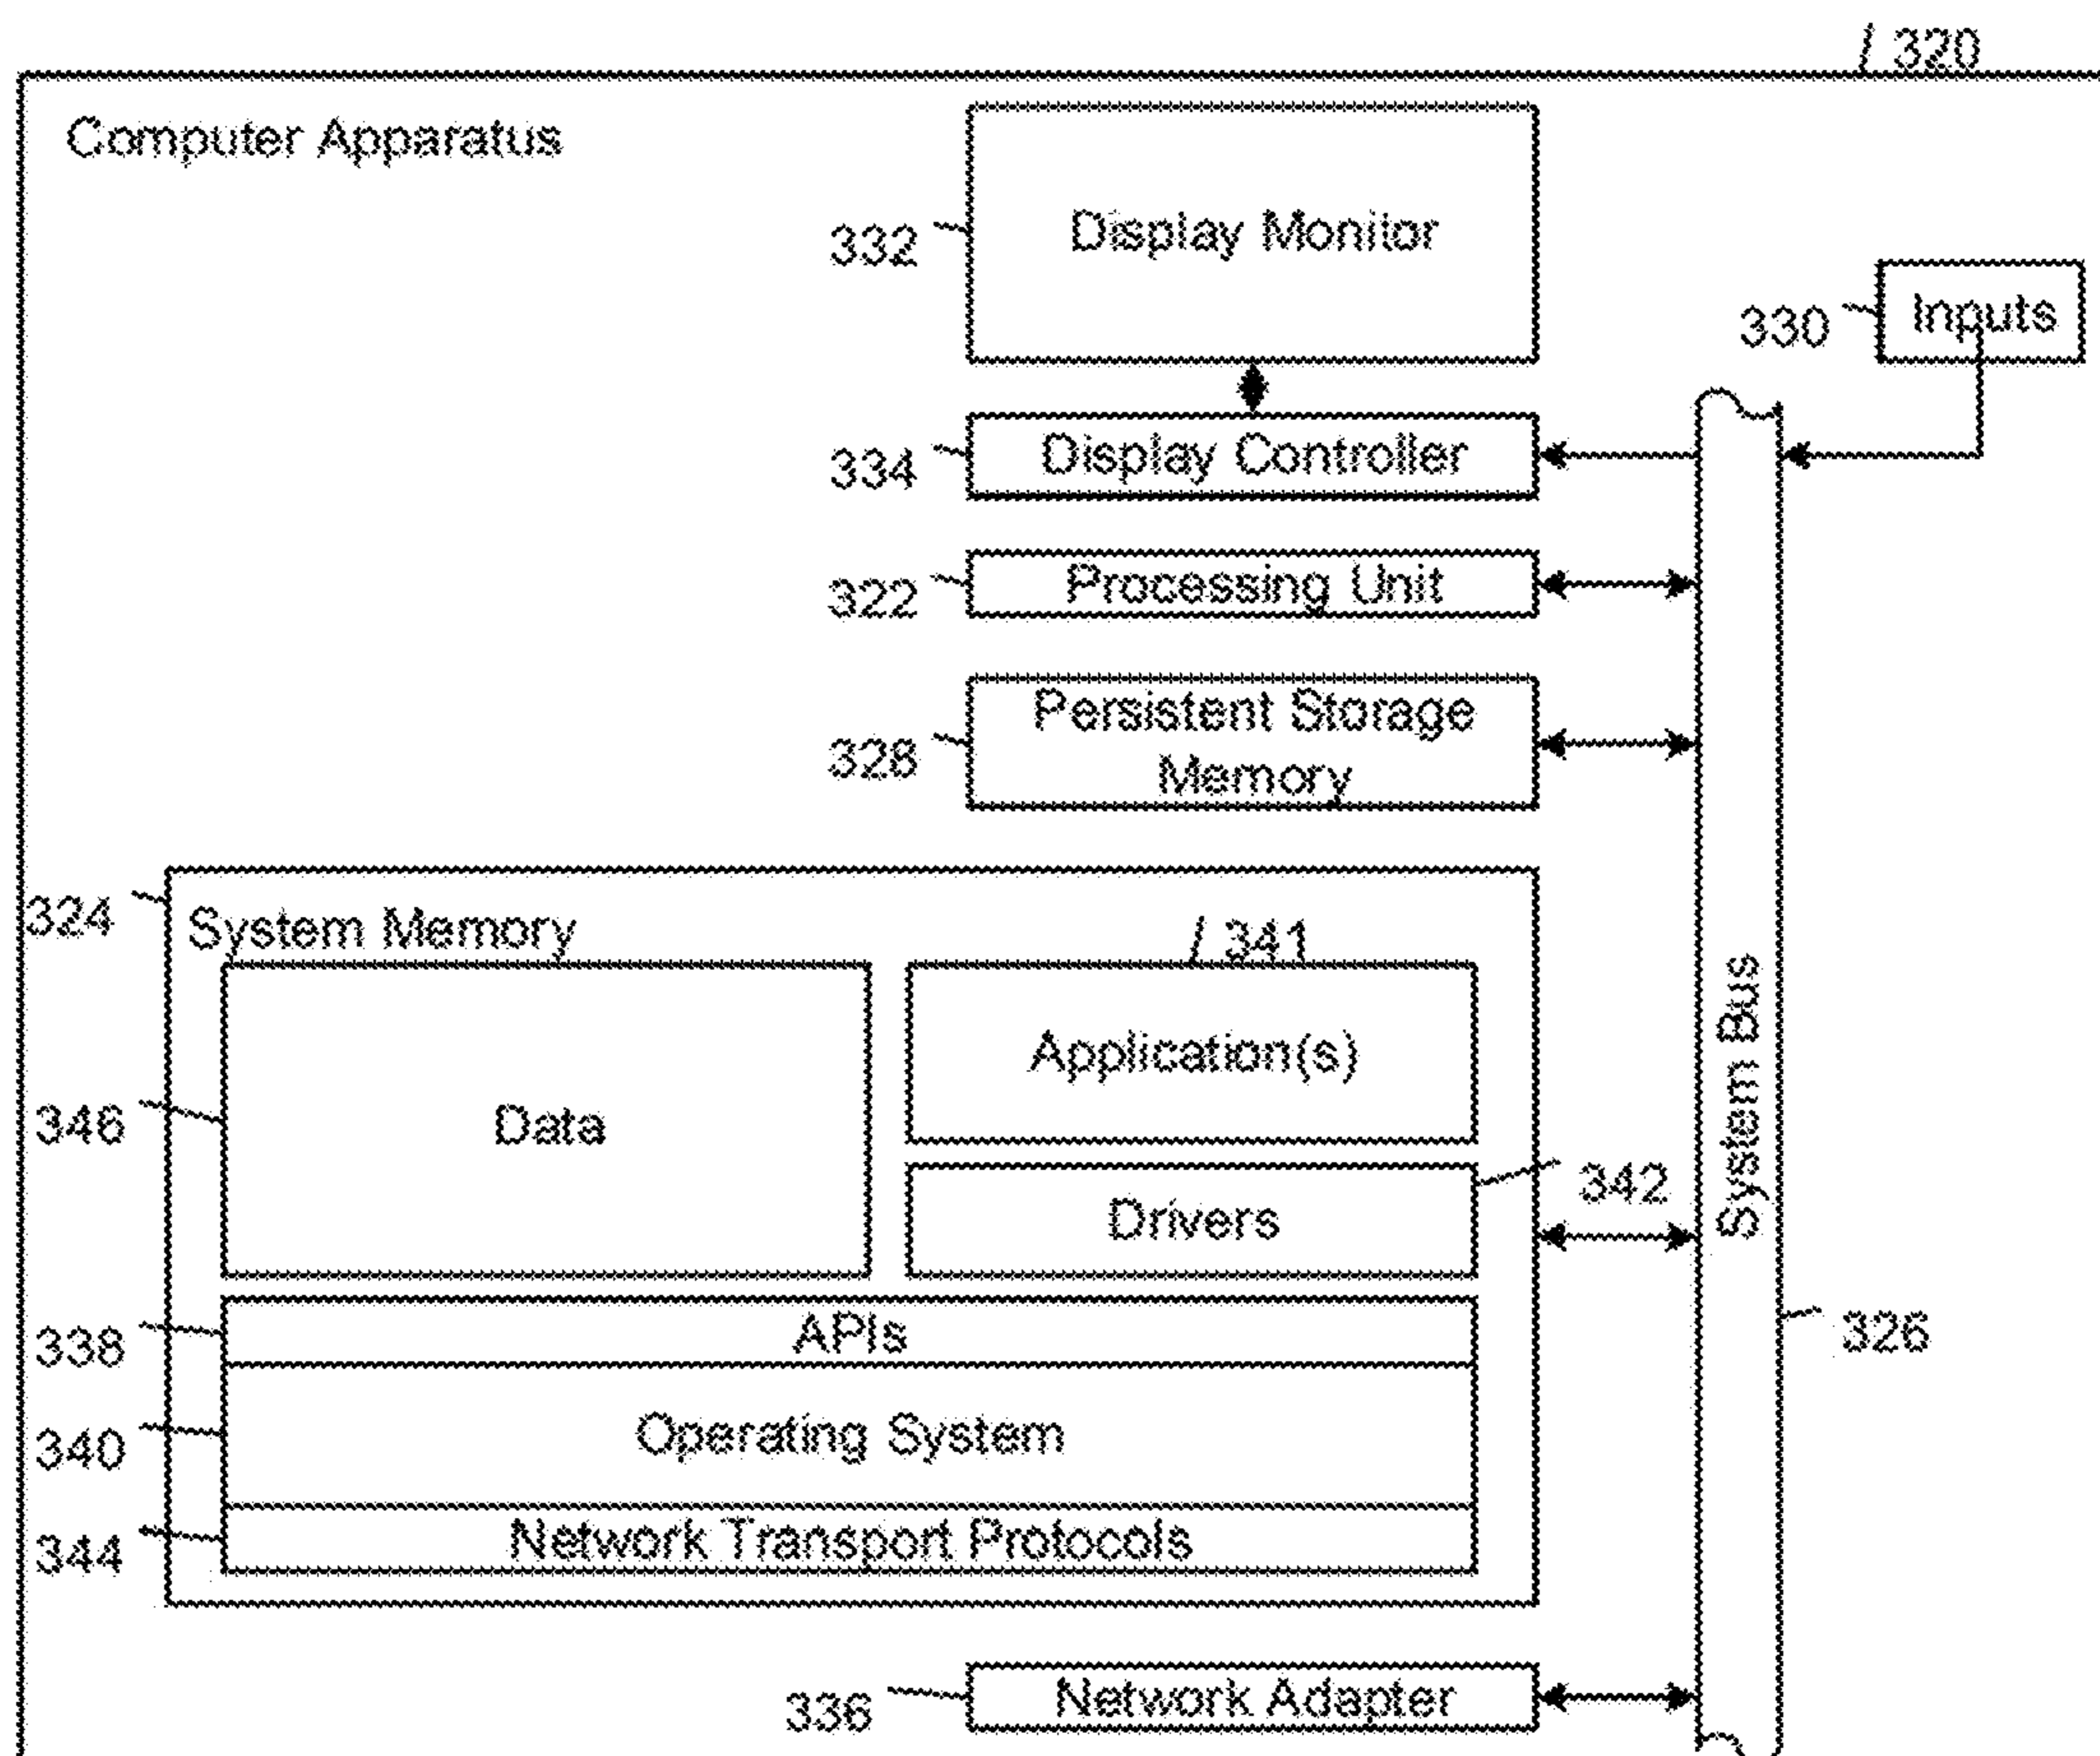 320
Computer Apparatus
332
Display Monitor
330
Inputs
334
Display Controller
322
Processing Unit
328
Persistent Storage
Memory
324
System Memory
341
Application(s)
346
Data
342
Drivers
System Bus
326
338
APIs
340
Operating System
344
Network Transport Protocols
336
Network Adapter